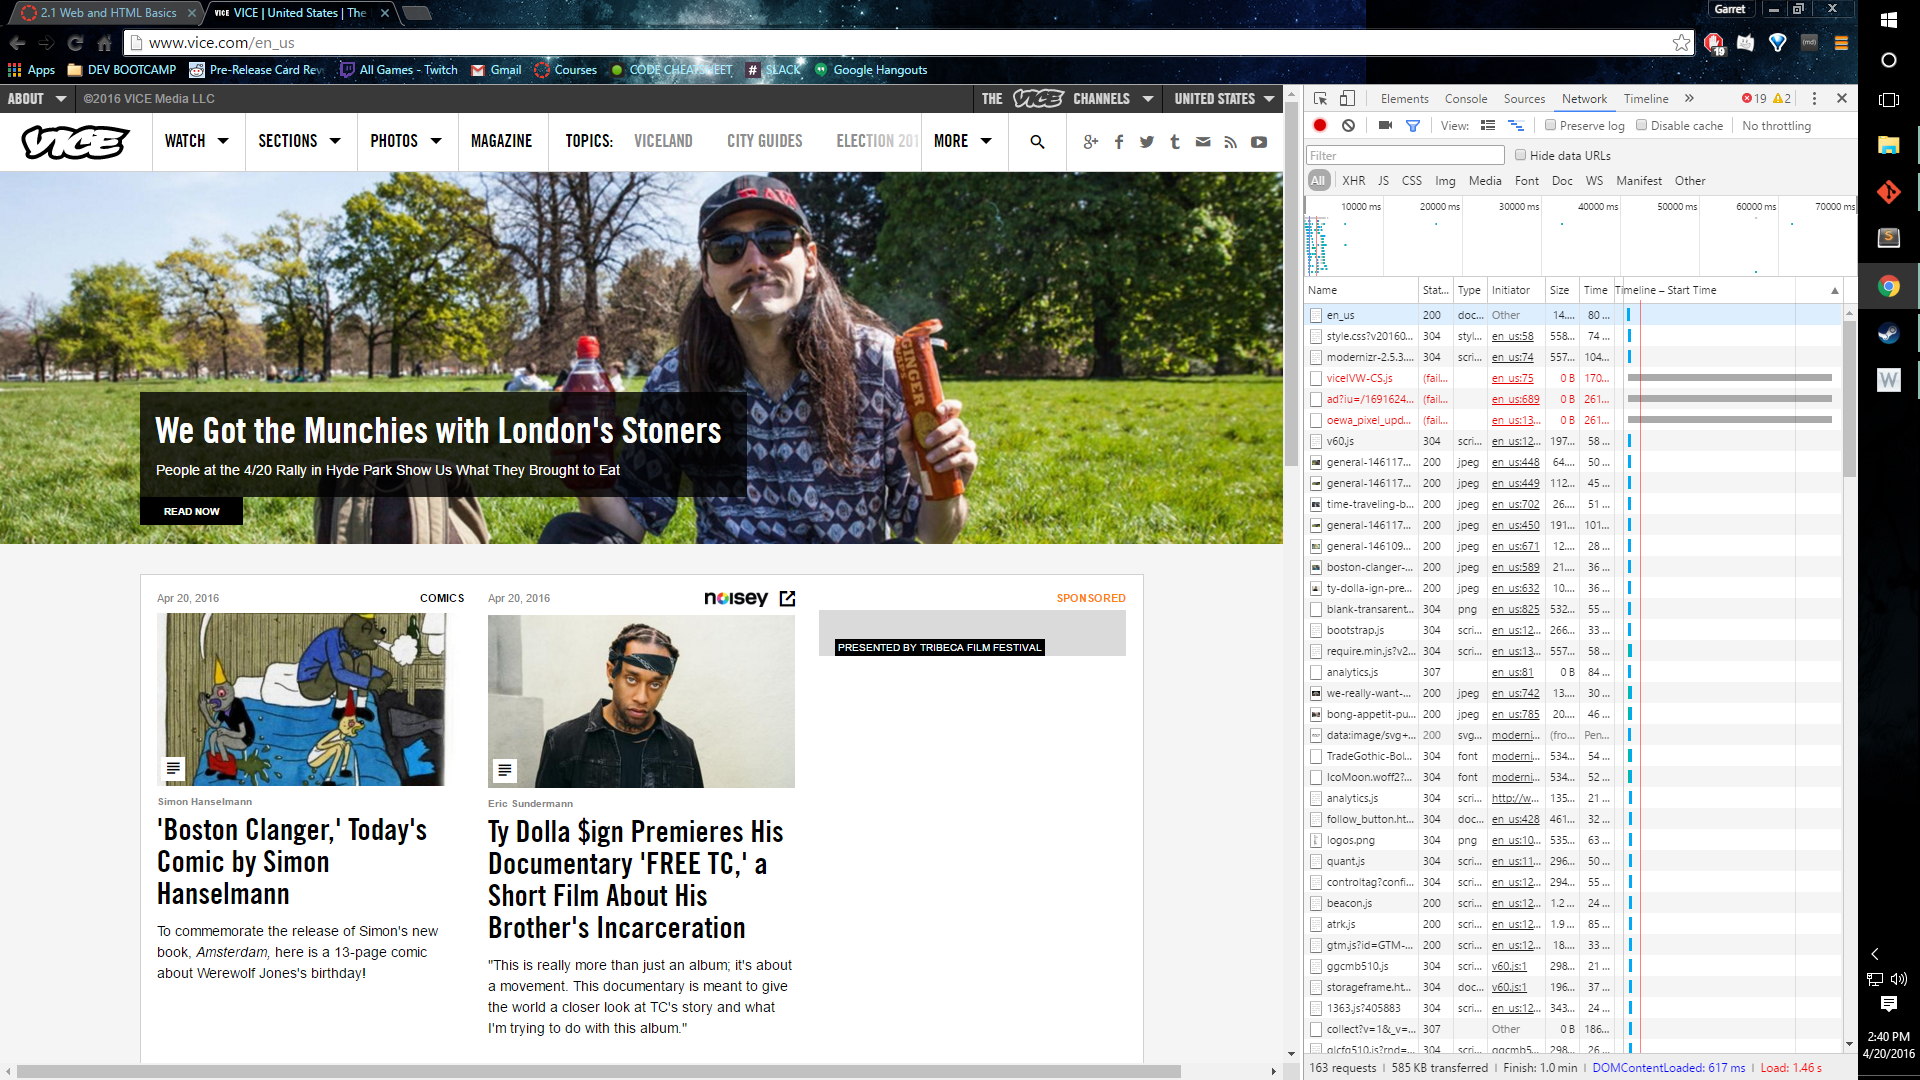 2.1 Web and HTML Basics
VICE | United States | The
Garret
www.vice.com/en_us
Apps
DEV BOOTCAMP
Pre-Release Card Rev
All Games - Twitch
Gmail
Courses
CODE CHEATSHEET
SLACK
Google Hangouts
ABOUT
©2016 VICE Media LLC
THE VICE CHANNELS
UNITED STATES
VICE
WATCH
SECTIONS
PHOTOS
MAGAZINE
TOPICS:
VICELAND
CITY GUIDES
ELECTION 201
MORE
We Got the Munchies with London's Stoners
People at the 4/20 Rally in Hyde Park Show Us What They Brought to Eat
READ NOW
GINGER
Apr 20, 2016
COMICS
Simon Hanselmann
'Boston Clanger,' Today's
Comic by Simon
Hanselmann
To commemorate the release of Simon's new
book, Amsterdam, here is a 13-page comic
about Werewolf Jones's birthday!
Apr 20, 2016
noisey
Eric Sundermann
Ty Dolla $ign Premieres His
Documentary 'FREE TC,' a
Short Film About His
Brother's Incarceration
"This is really more than just an album; it's about
a movement. This documentary is meant to give
the world a closer look at TC's story and what
I'm trying to do with this album."
SPONSORED
PRESENTED BY TRIBECA FILM FESTIVAL
Elements Console Sources Network Timeline » 19 2
View: Preserve log Disable cache No throttling
Filter
Hide data URLs
All XHR JS CSS Img Media Font Doc WS Manifest Other
10000 ms 20000 ms 30000 ms 40000 ms 50000 ms 60000 ms 70000 ms
Name Stat... Type Initiator Size Time Timeline – Start Time
en_us 200 doc... Other 14.... 80 ...
style.css?v20160... 304 styl... en_us:58 558... 74 ...
modernizr-2.5.3.... 304 scri... en_us:74 557... 104...
viceIVW-CS.js (fail... en_us:75 0 B 170...
ad?iu=/1691624... (fail... en_us:689 0 B 261...
oewa_pixel_upd... (fail... en_us:13... 0 B 261...
v60.js 304 scri... en_us:12... 197... 58 ...
general-146117... 200 jpeg en_us:448 64.... 50 ...
general-146117... 200 jpeg en_us:449 112... 45 ...
time-traveling-b... 200 jpeg en_us:702 26.... 51 ...
general-146117... 200 jpeg en_us:450 191... 101...
general-146109... 200 jpeg en_us:671 12.... 28 ...
boston-clanger-... 200 jpeg en_us:589 21.... 36 ...
ty-dolla-ign-pre... 200 jpeg en_us:632 10.... 36 ...
blank-transarent... 304 png en_us:825 532... 55 ...
bootstrap.js 304 scri... en_us:12... 266... 33 ...
require.min.js?v2... 304 scri... en_us:13... 557... 58 ...
analytics.js 307 en_us:81 0 B 84 ...
we-really-want-... 200 jpeg en_us:742 13.... 30 ...
bong-appetit-pu... 200 jpeg en_us:785 20.... 46 ...
data:image/svg+... 200 svg... moderni... (fro... Pen...
TradeGothic-Bol... 304 font moderni... 534... 54 ...
IcoMoon.woff2?... 304 font moderni... 534... 52 ...
analytics.js 304 scri... http://w... 135... 21 ...
follow_button.ht... 304 doc... en_us:428 461... 32 ...
logos.png 304 png en_us:10... 535... 63 ...
quant.js 304 scri... en_us:11... 296... 50 ...
controltag?confi... 304 scri... en_us:12... 294... 55 ...
beacon.js 200 scri... en_us:12... 1.2 ... 24 ...
atrk.js 200 scri... en_us:12... 1.9 ... 85 ...
gtm.js?id=GTM-... 200 scri... en_us:12... 18.... 33 ...
ggcmb510.js 304 scri... v60.js:1 298... 21 ...
storageframe.ht... 304 doc... v60.js:1 196... 37 ...
1363.js?405883 304 scri... en_us:12... 343... 24 ...
collect?v=1&_v=... 307 Other 0 B 186...
glcfg510.js?rnd=... 304 scri... ggcmb5... 298... 26 ...
163 requests | 585 KB transferred | Finish: 1.0 min | DOMContentLoaded: 617 ms | Load: 1.46 s
2:40 PM
4/20/2016